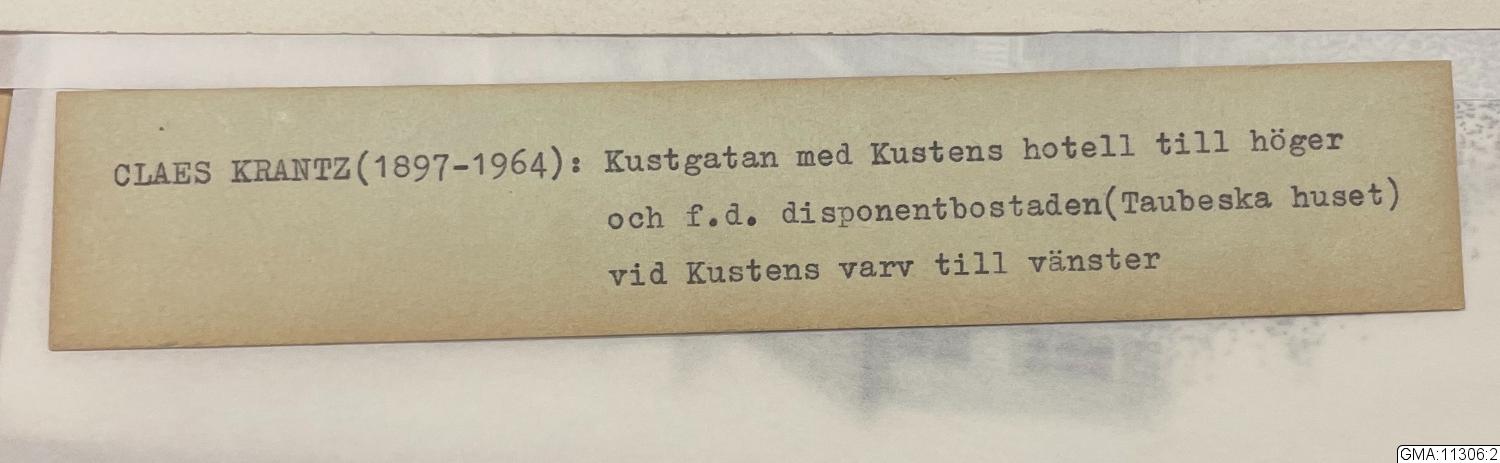 CLAES KRANTZ(1897-1964): Kustgatan med Kustens hotell till höger
och f.d. disponentbostaden(Taubeska huset)
vid Kustens varv till vänster
GMA:11306:2